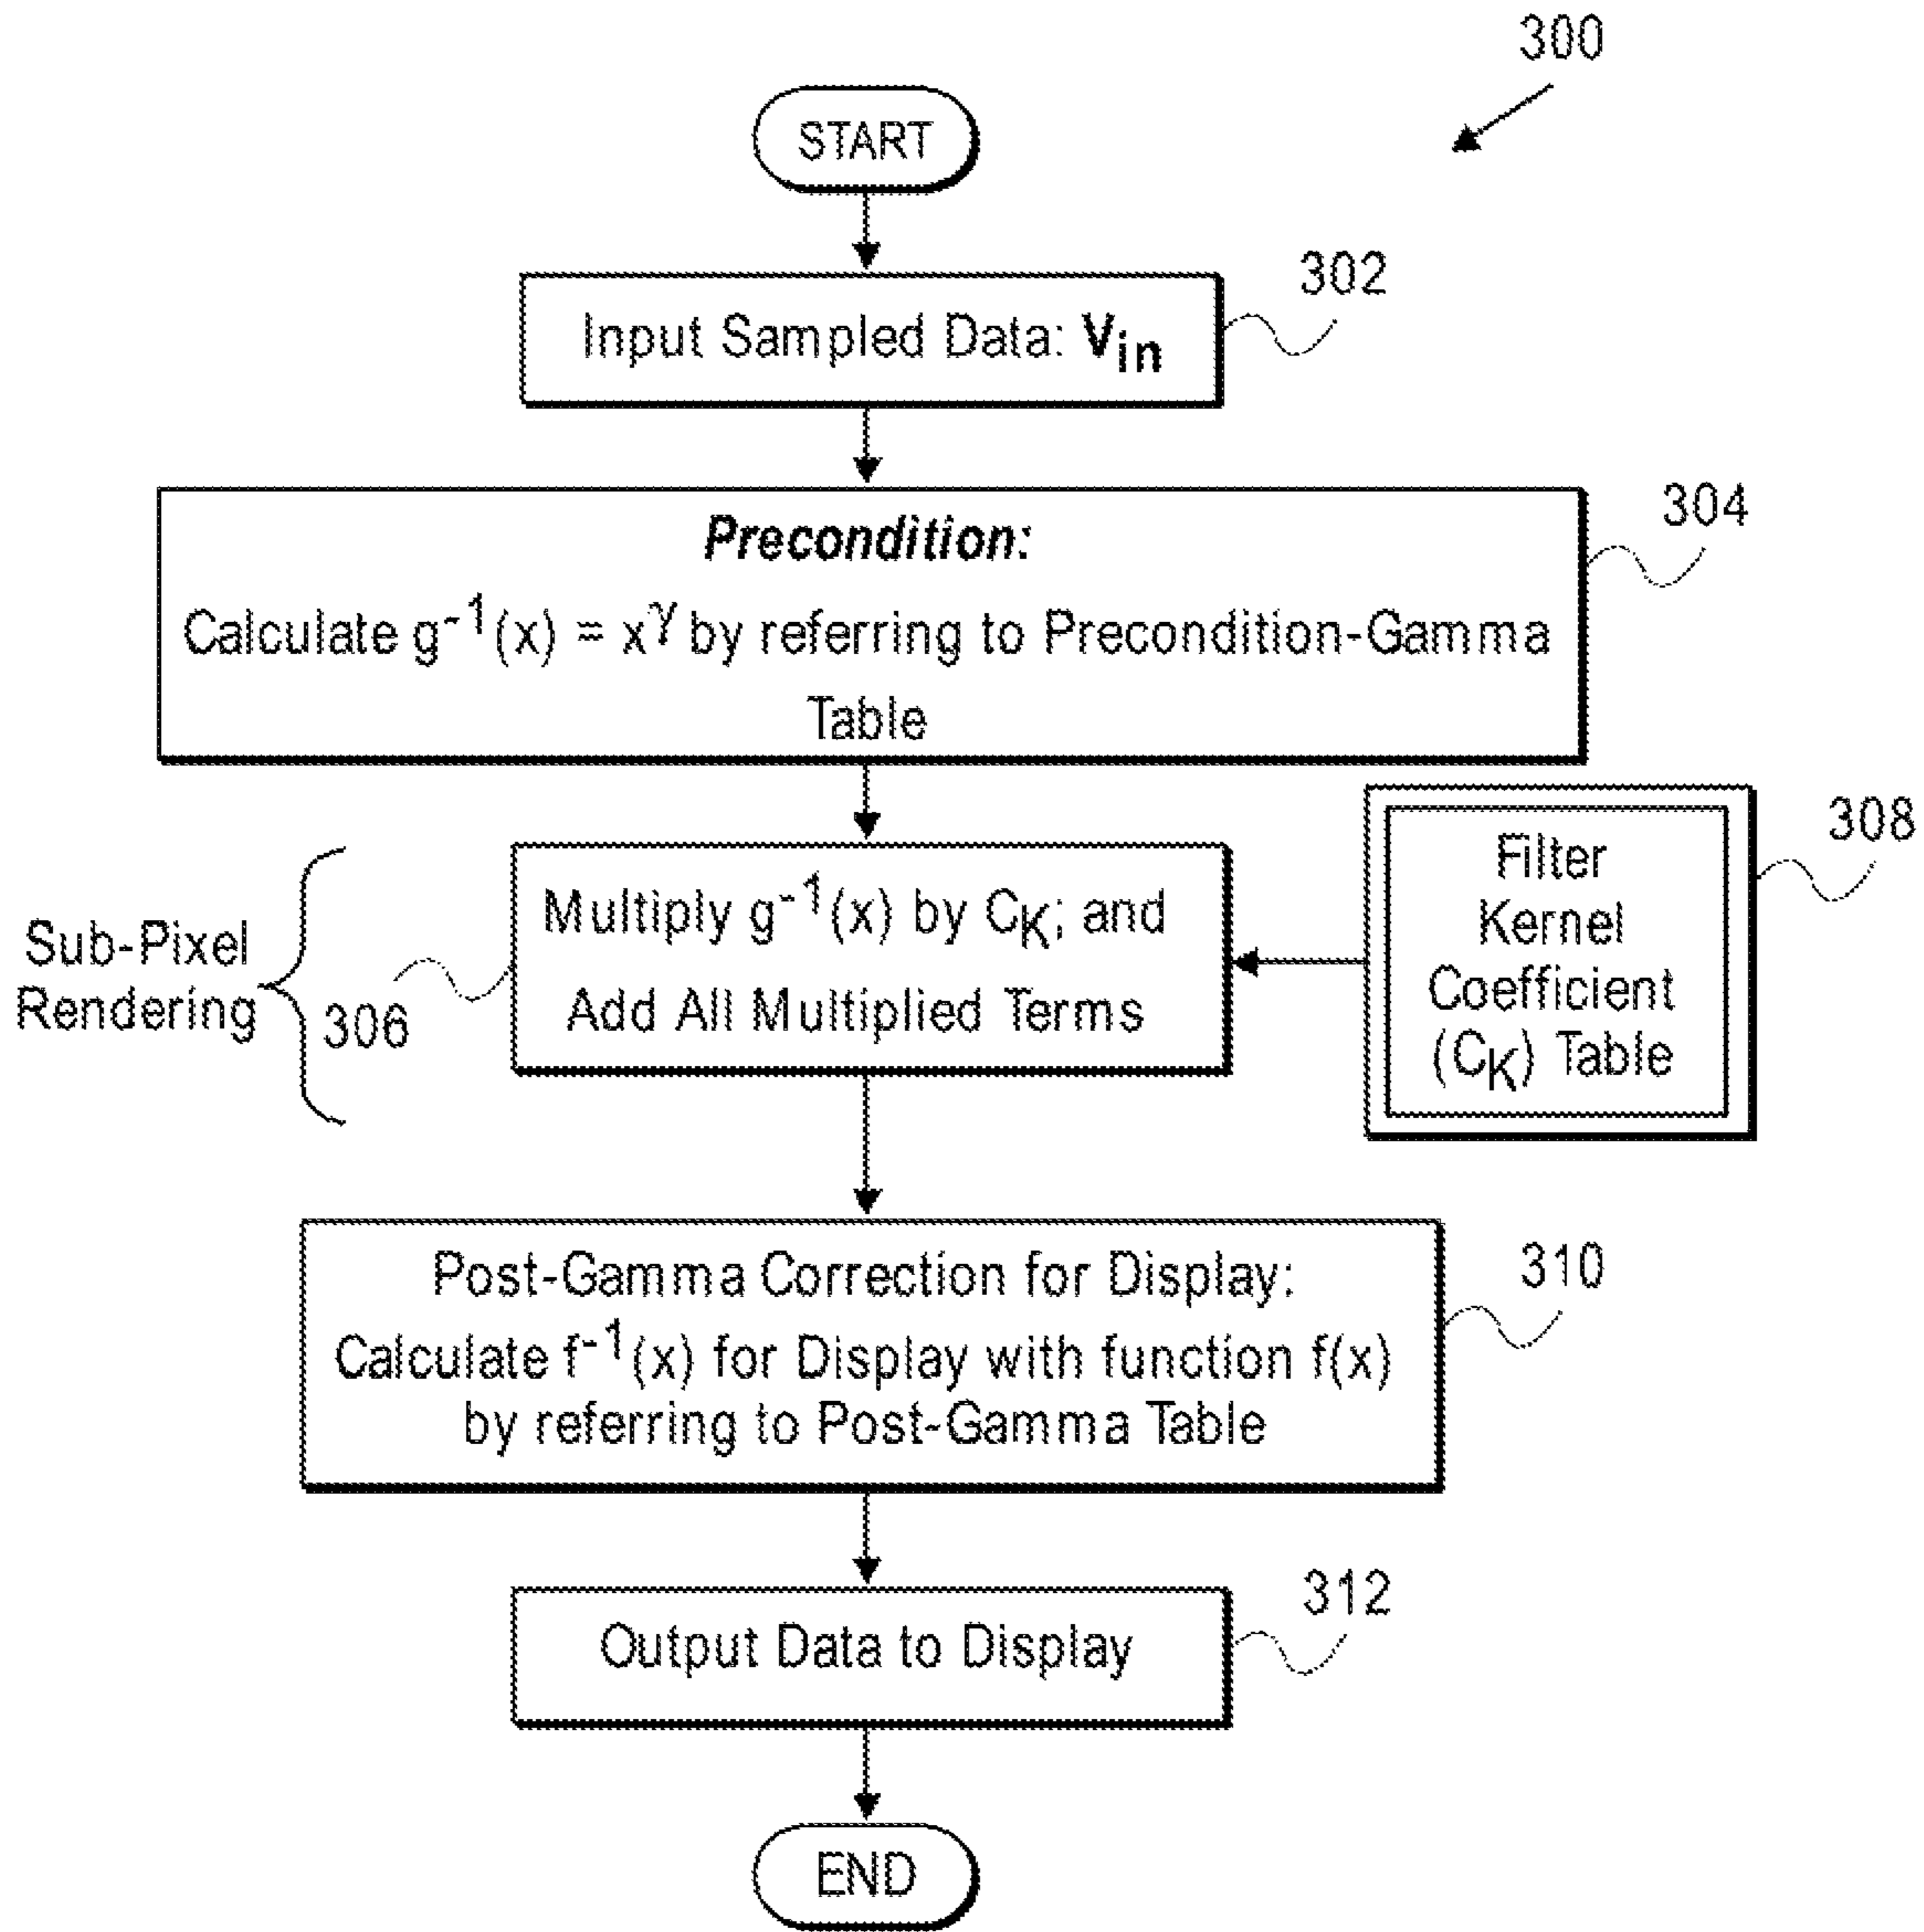 300
START
302
Input Sampled Data: Vin
304
Precondition:
Calculate g⁻¹(x) = xᵞ by referring to Precondition-Gamma
Table
308
Filter
Kernel
Coefficient
(CK) Table
Sub-Pixel
Rendering
306
Multiply g⁻¹(x) by CK; and
Add All Multiplied Terms
310
Post-Gamma Correction for Display:
Calculate f⁻¹(x) for Display with function f(x)
by referring to Post-Gamma Table
312
Output Data to Display
END